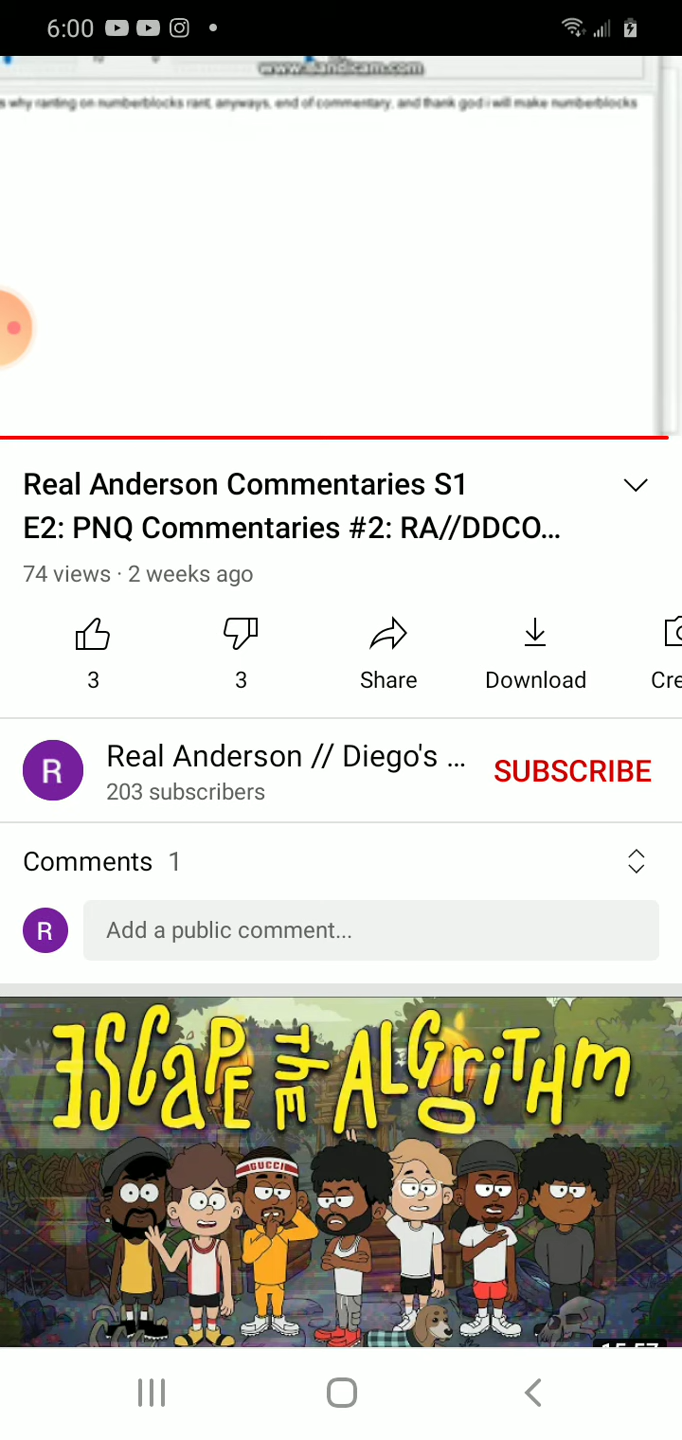 6:00
www.Bandicam.com
s why ranting on numberblocks rant, anyways, end of commentary, and thank god i will make numberblocks
Real Anderson Commentaries S1
E2: PNQ Commentaries #2: RA//DDCO...
74 views · 2 weeks ago
3
3
Share
Download
Cre
R
Real Anderson // Diego's ...
SUBSCRIBE
203 subscribers
Comments 1
R
Add a public comment...
ESCAPE THE ALGORITHM
GUCCI